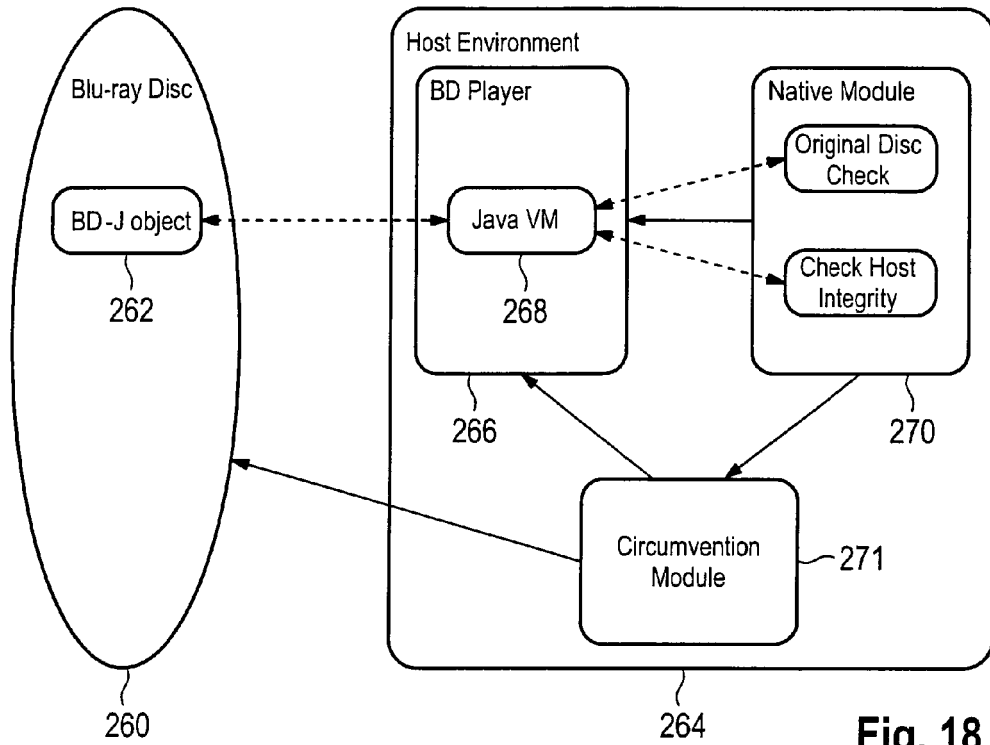 Host Environment
Blu-ray Disc
BD Player
Native Module
Original Disc
Check
BD-J object
Java VM
Check Host
Integrity
262
268
266
270
Circumvention
Module
271
260
264
Fig. 18